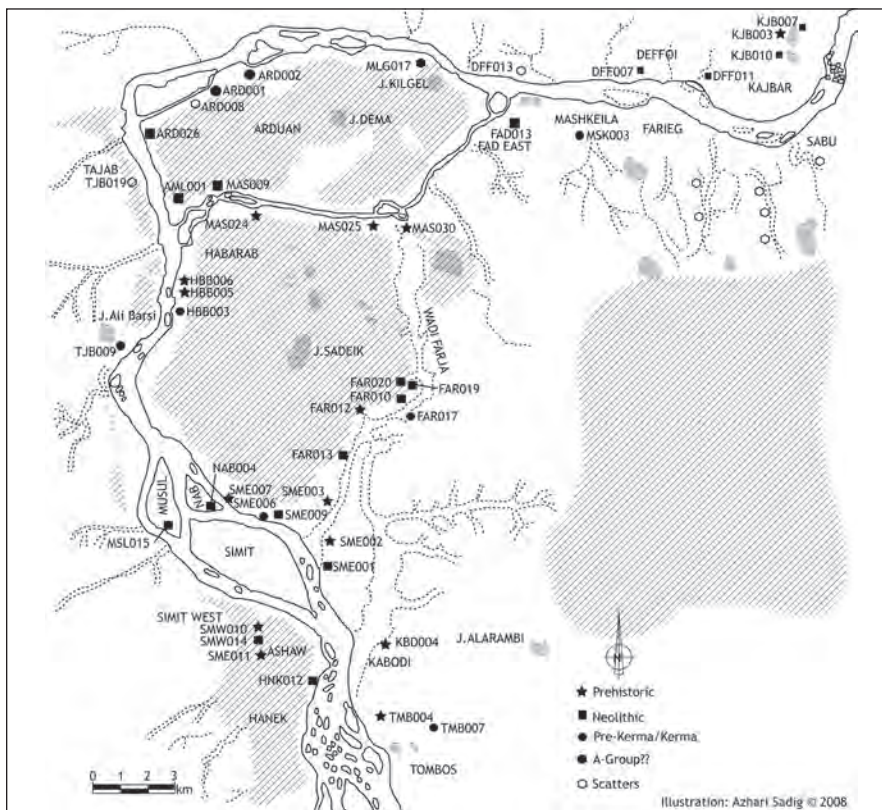 KJB007
KJB003
KJB010
KAJBAR
DEFFOI
DFF013
DFF007
DFF011
MLG017
J.KILGEL
ARD002
ARD001
ARD008
ARDUAN
J.DEMA
ARD026
FAD013
FAD EAST
MASHKEILA
MSK003
FARIEG
SABU
TAJAB
TJB019
AML001
MAS009
MAS024
MAS025
MAS030
HABARAB
HBB006
HBB005
HBB003
J.Ali Barsi
TJB009
J.SADEIK
WADI FARJA
FAR020
FAR019
FAR010
FAR012
FAR017
FAR013
NAB004
NAB
MUSUL
SME007
SME006
SME003
SME009
MSL015
SIMIT
SME002
SME001
SIMIT WEST
SMW010
SMW014
SME011
ASHAW
KBD004
KABODI
J.ALARAMBI
HNK012
HANEK
TMB004
TMB007
TOMBOS
N
Prehistoric
Neolithic
Pre-Kerma/Kerma
A-Group??
Scatters
0 1 2 3
km
Illustration: Azhari Sadig © 2008